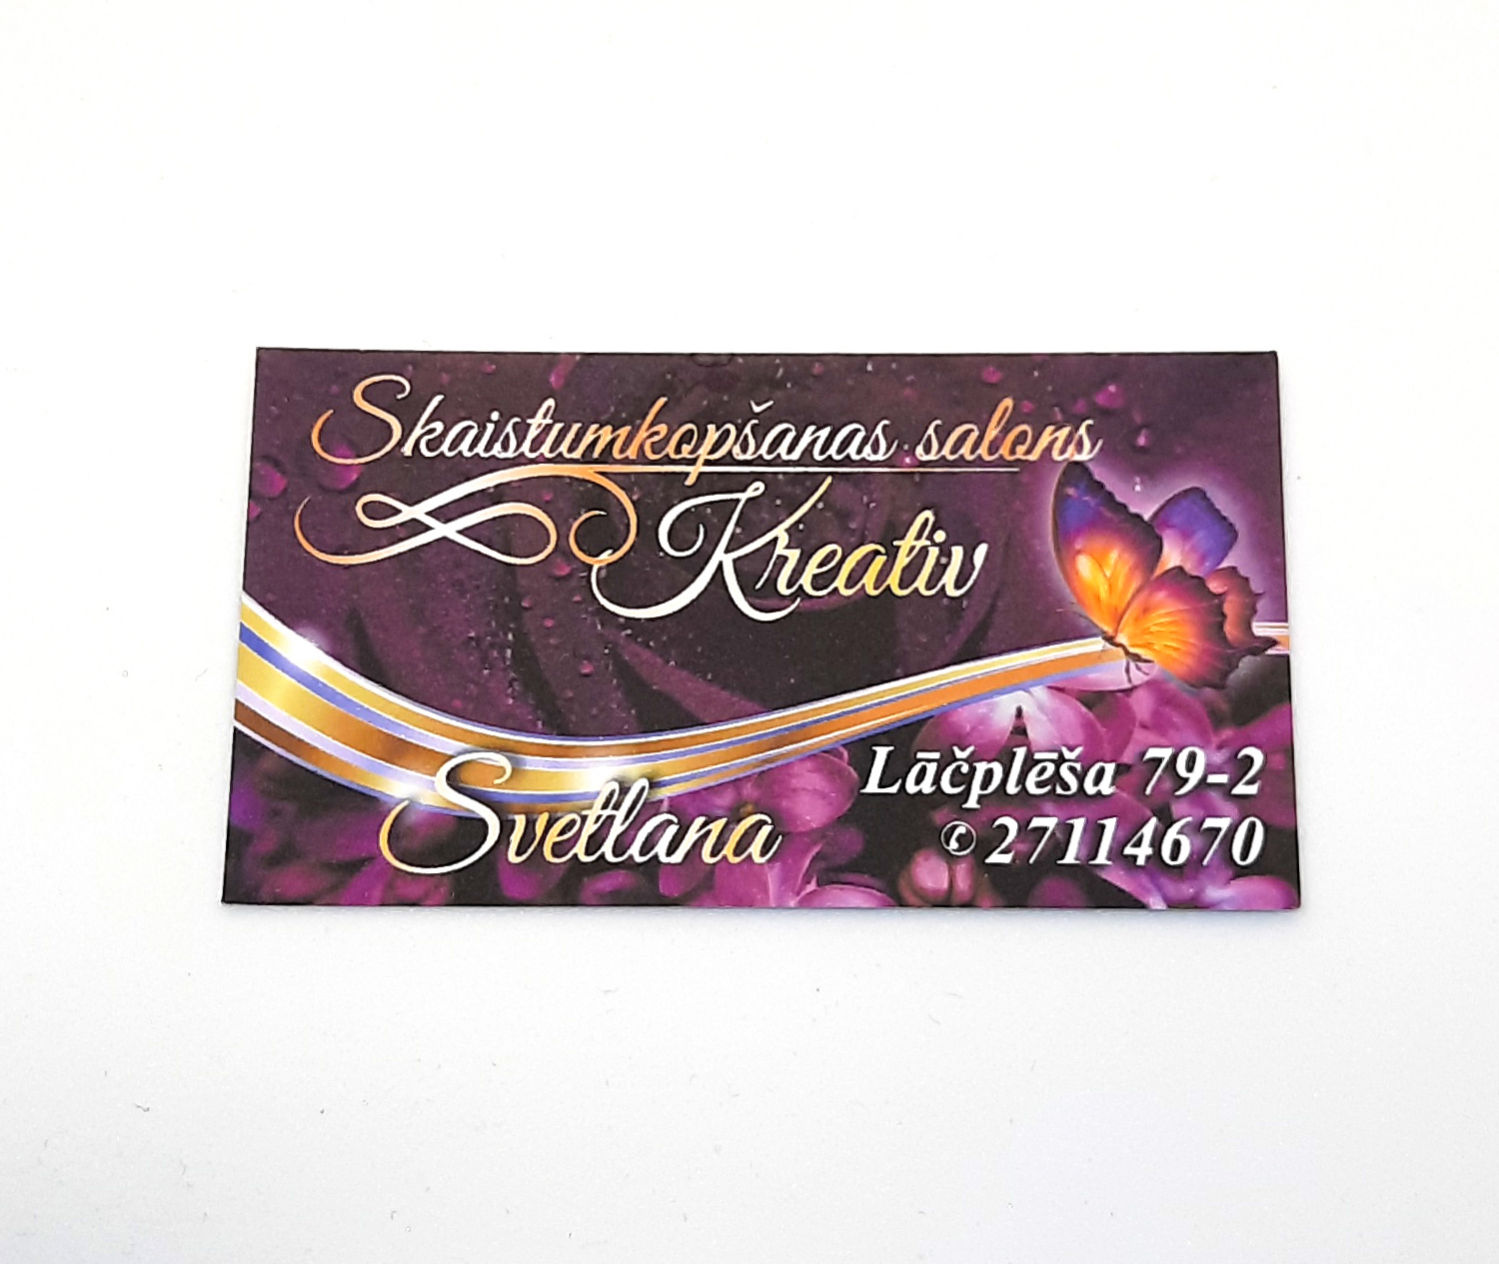 Skaistumkopšanas salons
Kreativ
Svetlana
Lāčplēša 79-2
✆ 27114670